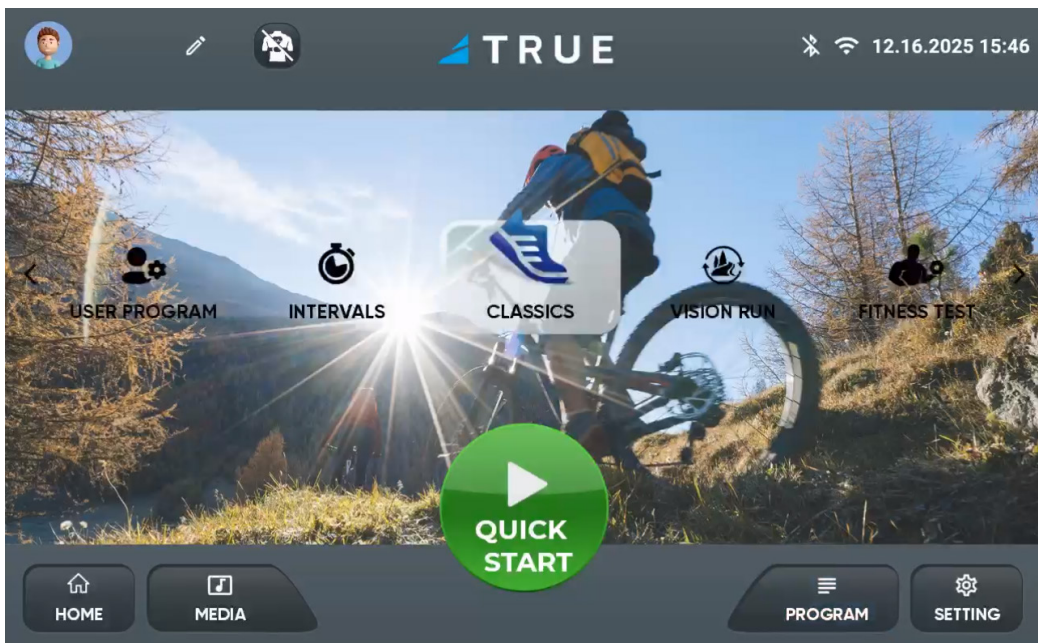 TRUE
12.16.2025 15:46
USER PROGRAM
INTERVALS
CLASSICS
VISION RUN
FITNESS TEST
QUICK
START
HOME
MEDIA
PROGRAM
SETTING